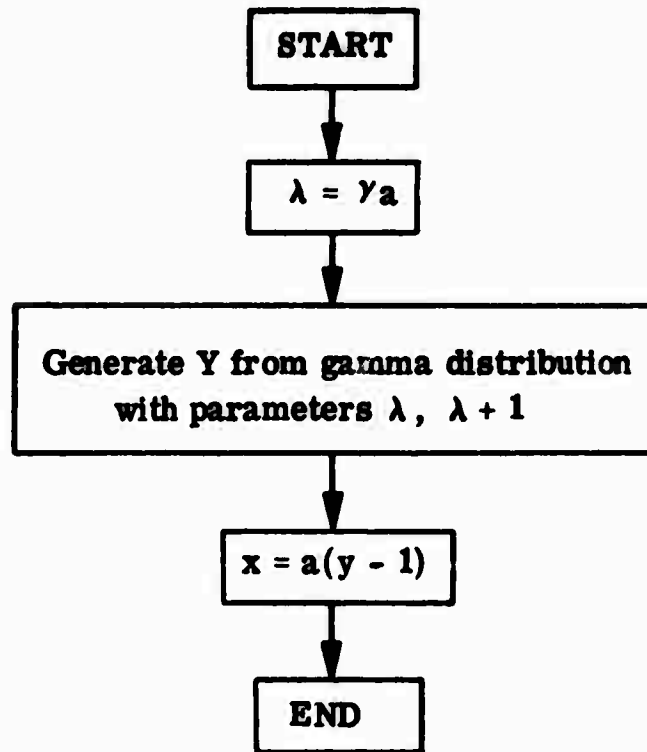 START
λ = γa
Generate Y from gamma distribution
with parameters λ, λ + 1
x = a(y - 1)
END